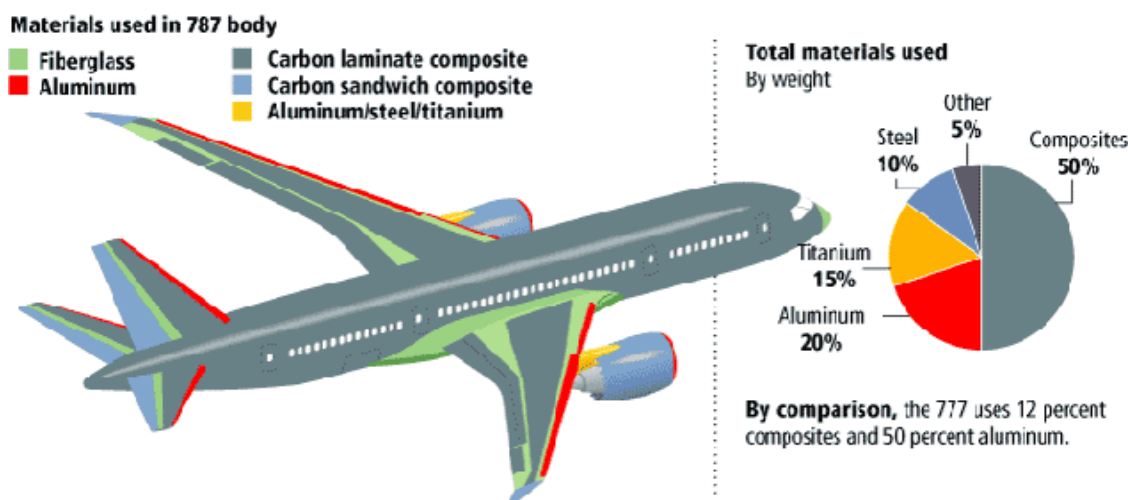 Materials used in 787 body
Fiberglass
Aluminum
Carbon laminate composite
Carbon sandwich composite
Aluminum/steel/titanium
Total materials used
By weight
Other
5%
Steel
10%
Composites
50%
Titanium
15%
Aluminum
20%
By comparison, the 777 uses 12 percent
composites and 50 percent aluminum.